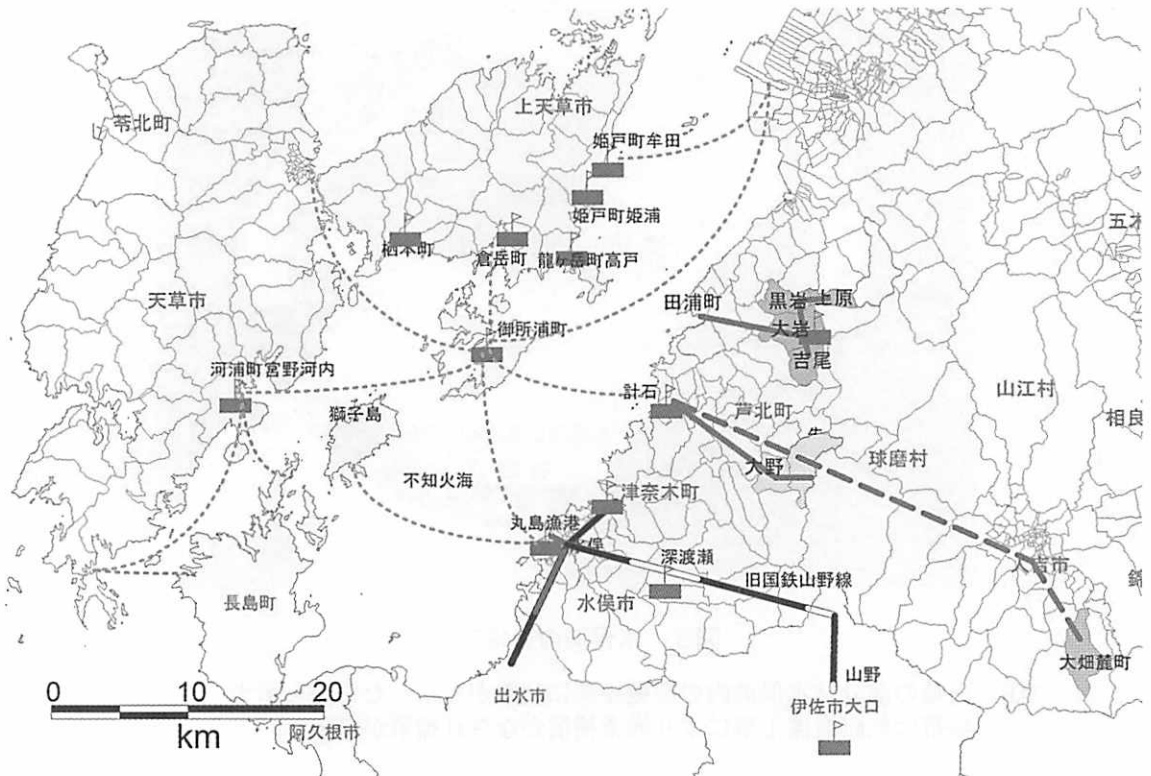 上天草市
苓北町
姫戸町牟田
姫戸町姫浦
栖本町
倉岳町
龍ヶ岳町高戸
天草市
田浦町
黒岩
上原
大岩
吉尾
御所浦町
河浦町宮野河内
獅子島
計石
芦北町
山江村
相良
大野
球磨村
不知火海
津奈木町
丸島漁港
深渡瀬
旧国鉄山野線
水俣市
長島町
大畑麓町
山野
出水市
伊佐市大口
0 10 20
km
阿久根市